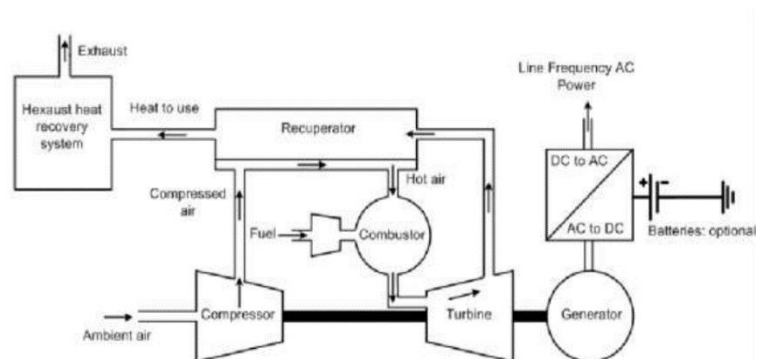 Exhaust
Hexaust heat
recovery
system
Heat to use
Recuperator
Line Frequency AC
Power
DC to AC
AC to DC
+ -
Batteries: optional
Compressed
air
Hot air
Fuel
Combustor
Ambient air
Compressor
Turbine
Generator